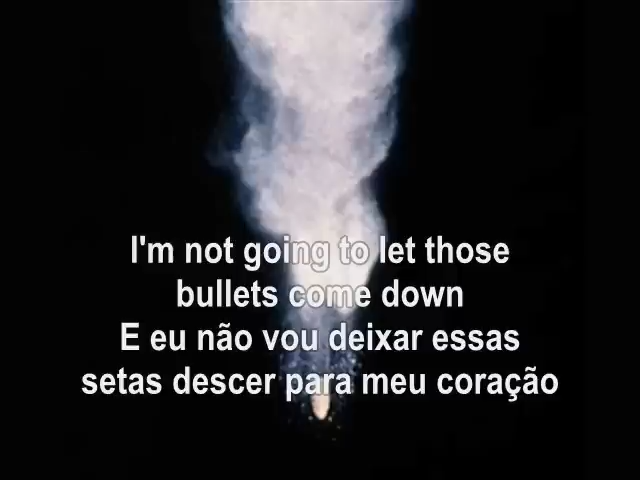 I'm not going to let those
bullets come down
E eu não vou deixar essas
setas descer para meu coração